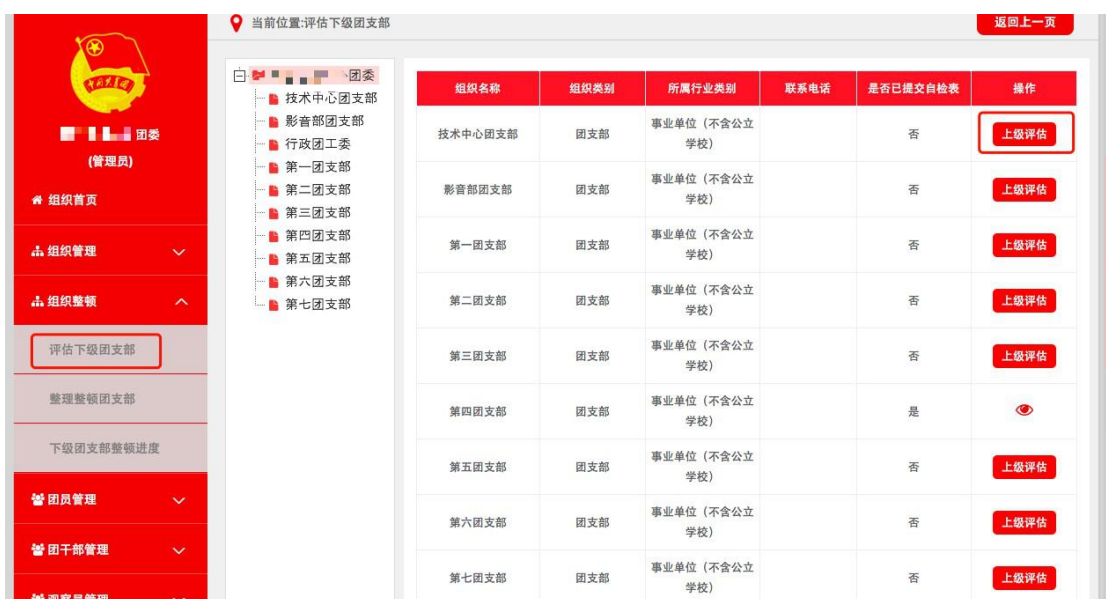 当前位置:评估下级团支部
返回上一页
团委
(管理员)
组织首页
组织管理
组织整顿
评估下级团支部
整理整顿团支部
下级团支部整顿进度
团员管理
团干部管理
团委
技术中心团支部
影音部团支部
行政团工委
第一团支部
第二团支部
第三团支部
第四团支部
第五团支部
第六团支部
第七团支部
组织名称 组织类别 所属行业类别 联系电话 是否已提交自检表 操作
技术中心团支部 团支部 事业单位（不含公立
学校） 否 上级评估
影音部团支部 团支部 事业单位（不含公立
学校） 否 上级评估
第一团支部 团支部 事业单位（不含公立
学校） 否 上级评估
第二团支部 团支部 事业单位（不含公立
学校） 否 上级评估
第三团支部 团支部 事业单位（不含公立
学校） 否 上级评估
第四团支部 团支部 事业单位（不含公立
学校） 是
第五团支部 团支部 事业单位（不含公立
学校） 否 上级评估
第六团支部 团支部 事业单位（不含公立
学校） 否 上级评估
第七团支部 团支部 事业单位（不含公立
学校） 否 上级评估